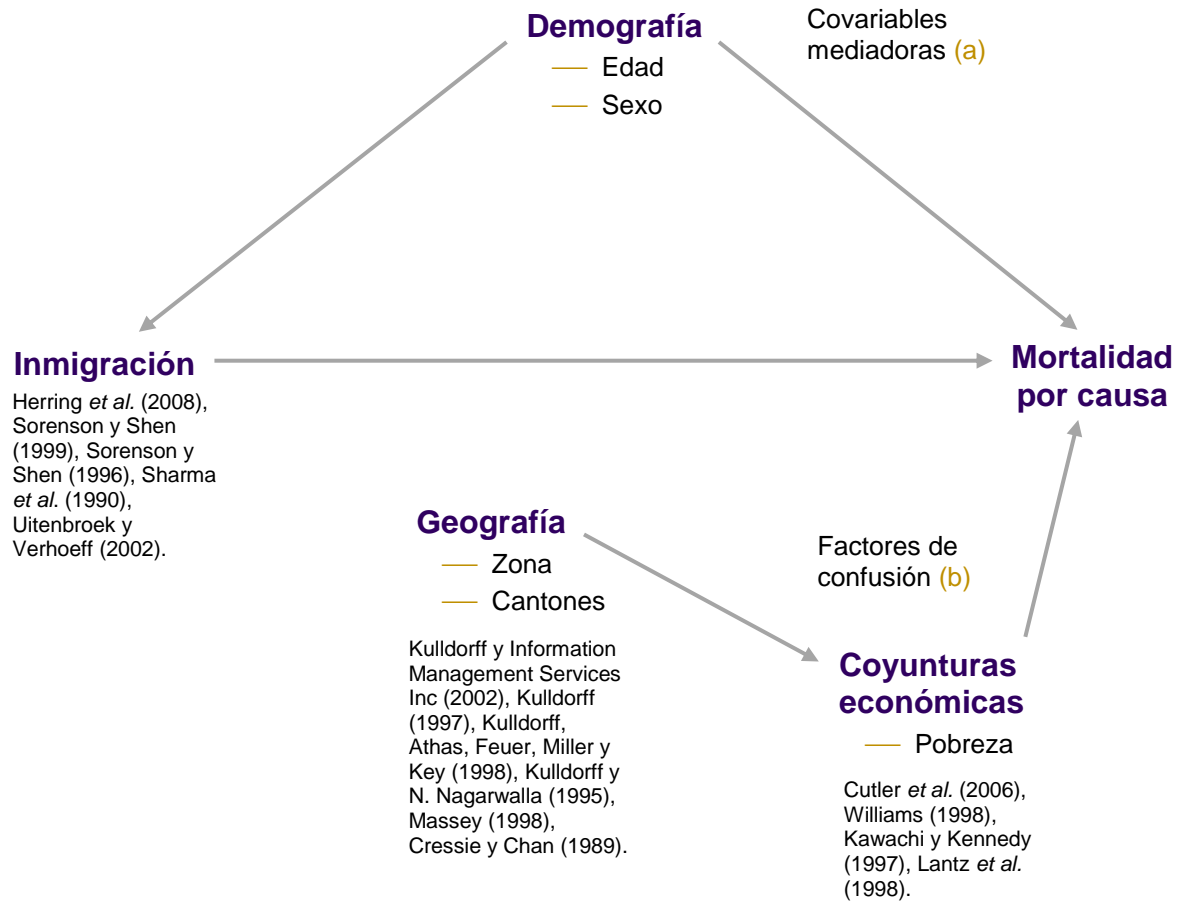 Demografía
— Edad
— Sexo
Covariables
mediadoras (a)
Inmigración
Herring et al. (2008),
Sorenson y Shen
(1999), Sorenson y
Shen (1996), Sharma
et al. (1990),
Uitenbroek y
Verhoeff (2002).
Mortalidad
por causa
Geografía
— Zona
— Cantones
Kulldorff y Information
Management Services
Inc (2002), Kulldorff
(1997), Kulldorff,
Athas, Feuer, Miller y
Key (1998), Kulldorff y
N. Nagarwalla (1995),
Massey (1998),
Cressie y Chan (1989).
Factores de
confusión (b)
Coyunturas
económicas
— Pobreza
Cutler et al. (2006),
Williams (1998),
Kawachi y Kennedy
(1997), Lantz et al.
(1998).